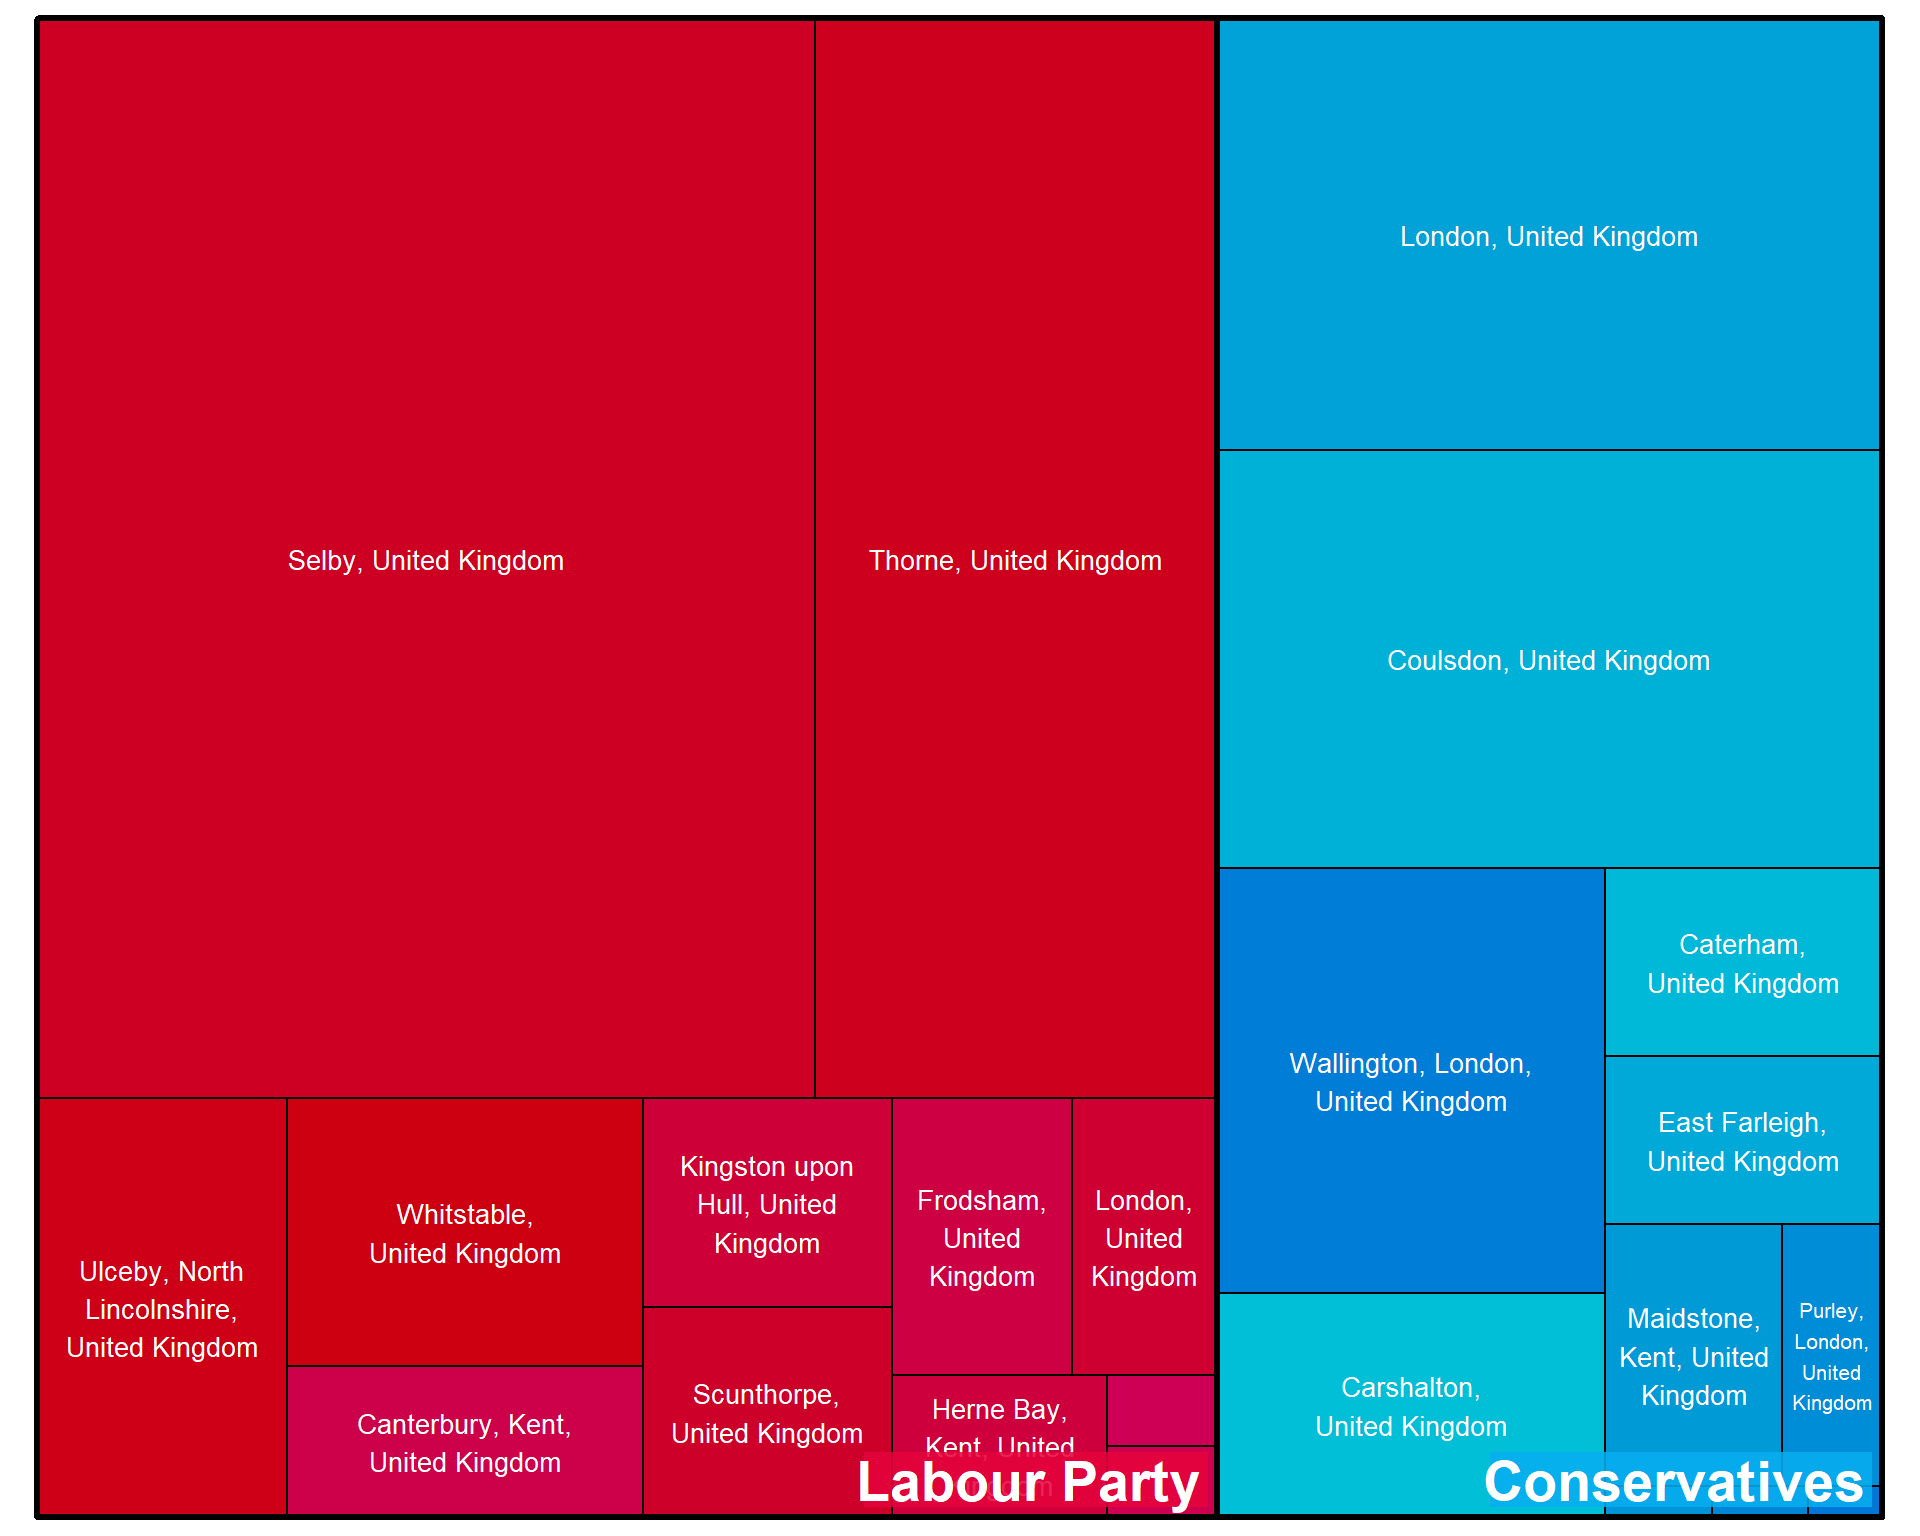 Selby, United Kingdom
Thorne, United Kingdom
Ulceby, North
Lincolnshire,
United Kingdom
Whitstable,
United Kingdom
Canterbury, Kent,
United Kingdom
Kingston upon
Hull, United
Kingdom
Scunthorpe,
United Kingdom
Frodsham,
United
Kingdom
London,
United
Kingdom
Herne Bay,
Kent, United
Kingdom
Labour Party
London, United Kingdom
Coulsdon, United Kingdom
Wallington, London,
United Kingdom
Carshalton,
United Kingdom
Caterham,
United Kingdom
East Farleigh,
United Kingdom
Maidstone,
Kent, United
Kingdom
Purley,
London,
United
Kingdom
Conservatives